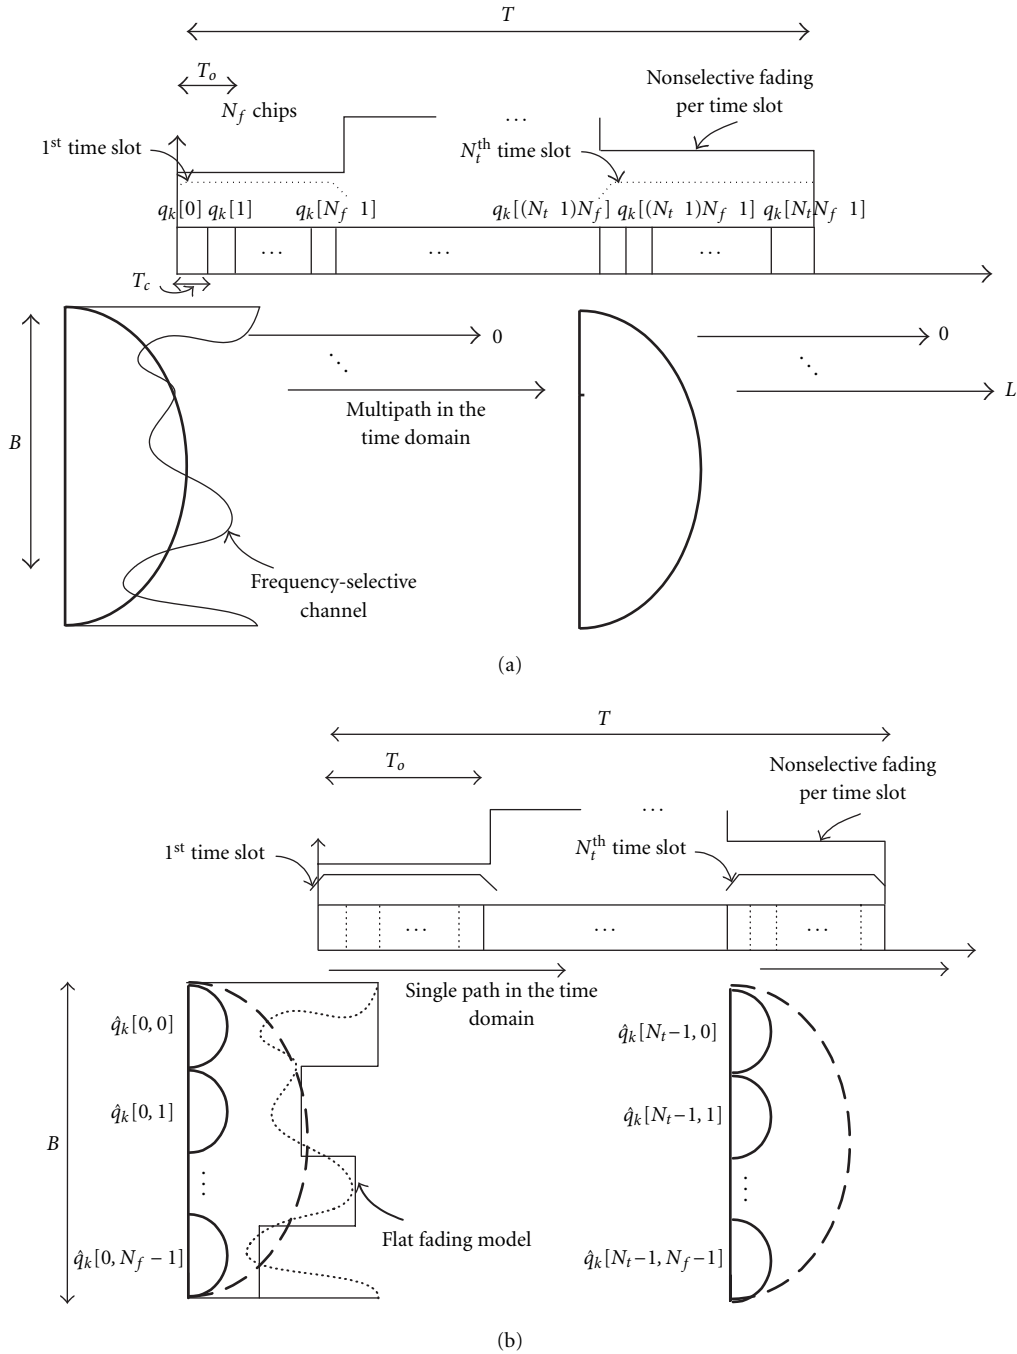 T
T_o
N_f chips
Nonselective fading
per time slot
...
1st time slot
N_t^th time slot
q_k[0] q_k[1] q_k[N_f 1] q_k[(N_t 1)N_f] q_k[(N_t 1)N_f 1] q_k[N_tN_f 1]
... ... ...
T_c
0
0
L
Multipath in the
time domain
B
Frequency-selective
channel
(a)
T
T_o
Nonselective fading
per time slot
...
1st time slot
N_t^th time slot
... ... ...
Single path in the time
domain
q̂_k[0, 0]
q̂_k[N_t−1, 0]
q̂_k[0, 1]
q̂_k[N_t−1, 1]
B
Flat fading model
q̂_k[0, N_f − 1]
q̂_k[N_t−1, N_f−1]
(b)